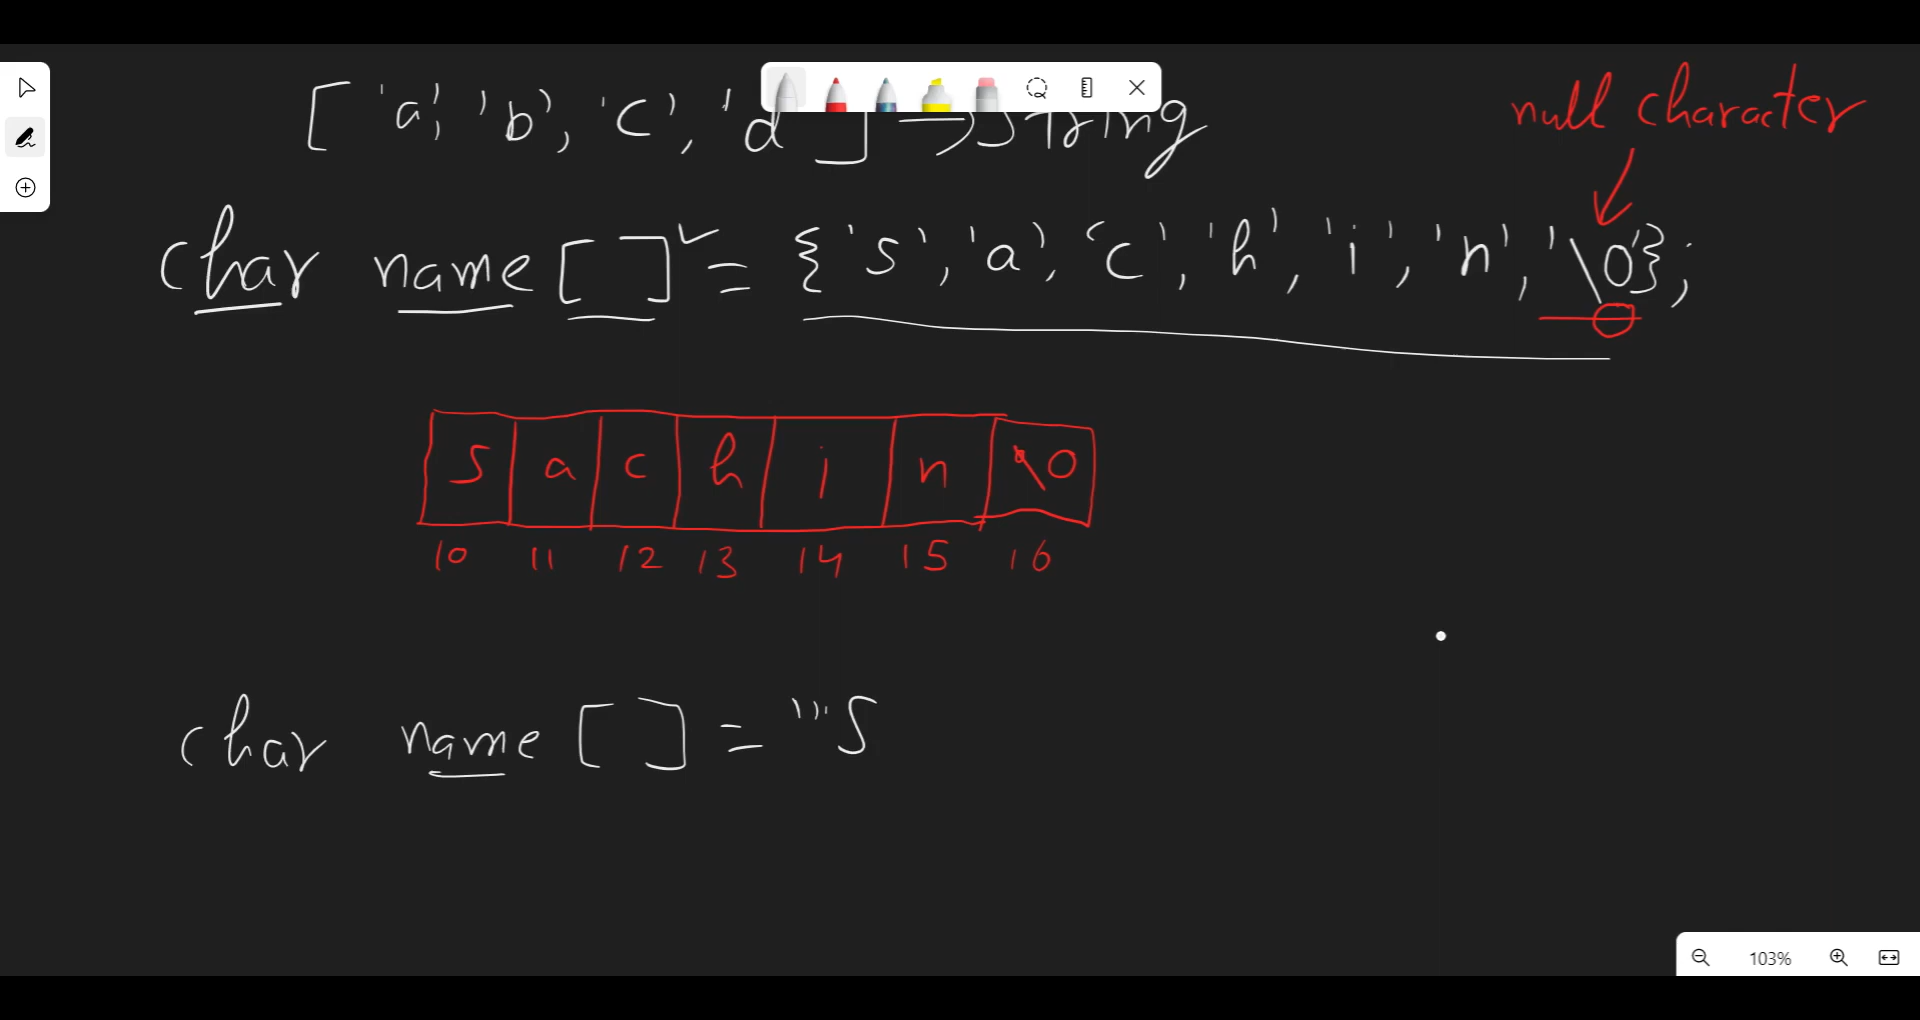 ['a', 'b', 'c', 'd'] → string
null character
char name[] = {'s', 'a', 'c', 'h', 'i', 'n', '\0'};
s a c h i n \0
10 11 12 13 14 15 16
char name[] = "S
103%